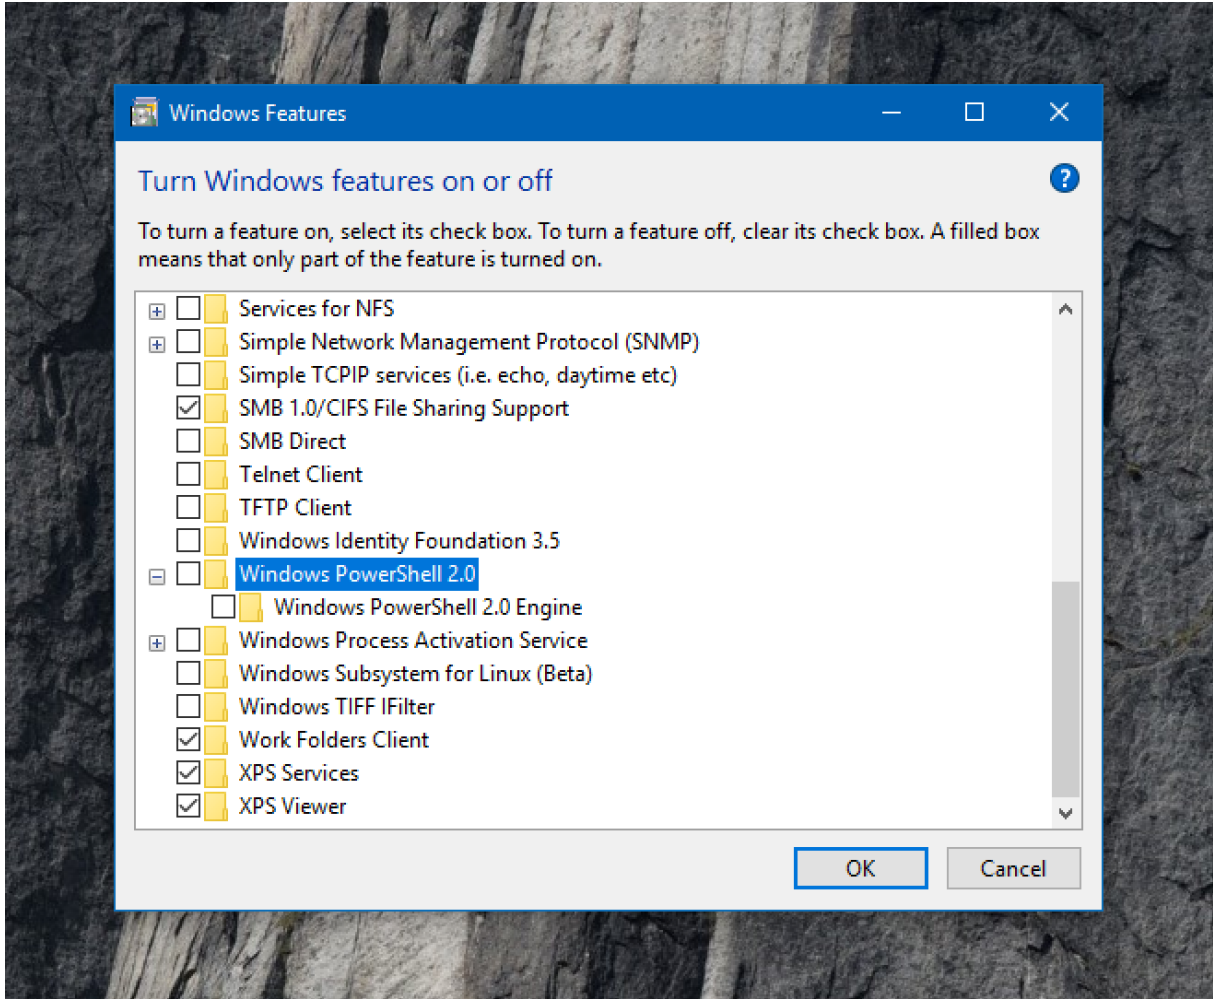 Windows Features
Turn Windows features on or off
?
To turn a feature on, select its check box. To turn a feature off, clear its check box. A filled box
means that only part of the feature is turned on.
Services for NFS
Simple Network Management Protocol (SNMP)
Simple TCPIP services (i.e. echo, daytime etc)
SMB 1.0/CIFS File Sharing Support
SMB Direct
Telnet Client
TFTP Client
Windows Identity Foundation 3.5
Windows PowerShell 2.0
Windows PowerShell 2.0 Engine
Windows Process Activation Service
Windows Subsystem for Linux (Beta)
Windows TIFF IFilter
Work Folders Client
XPS Services
XPS Viewer
OK Cancel